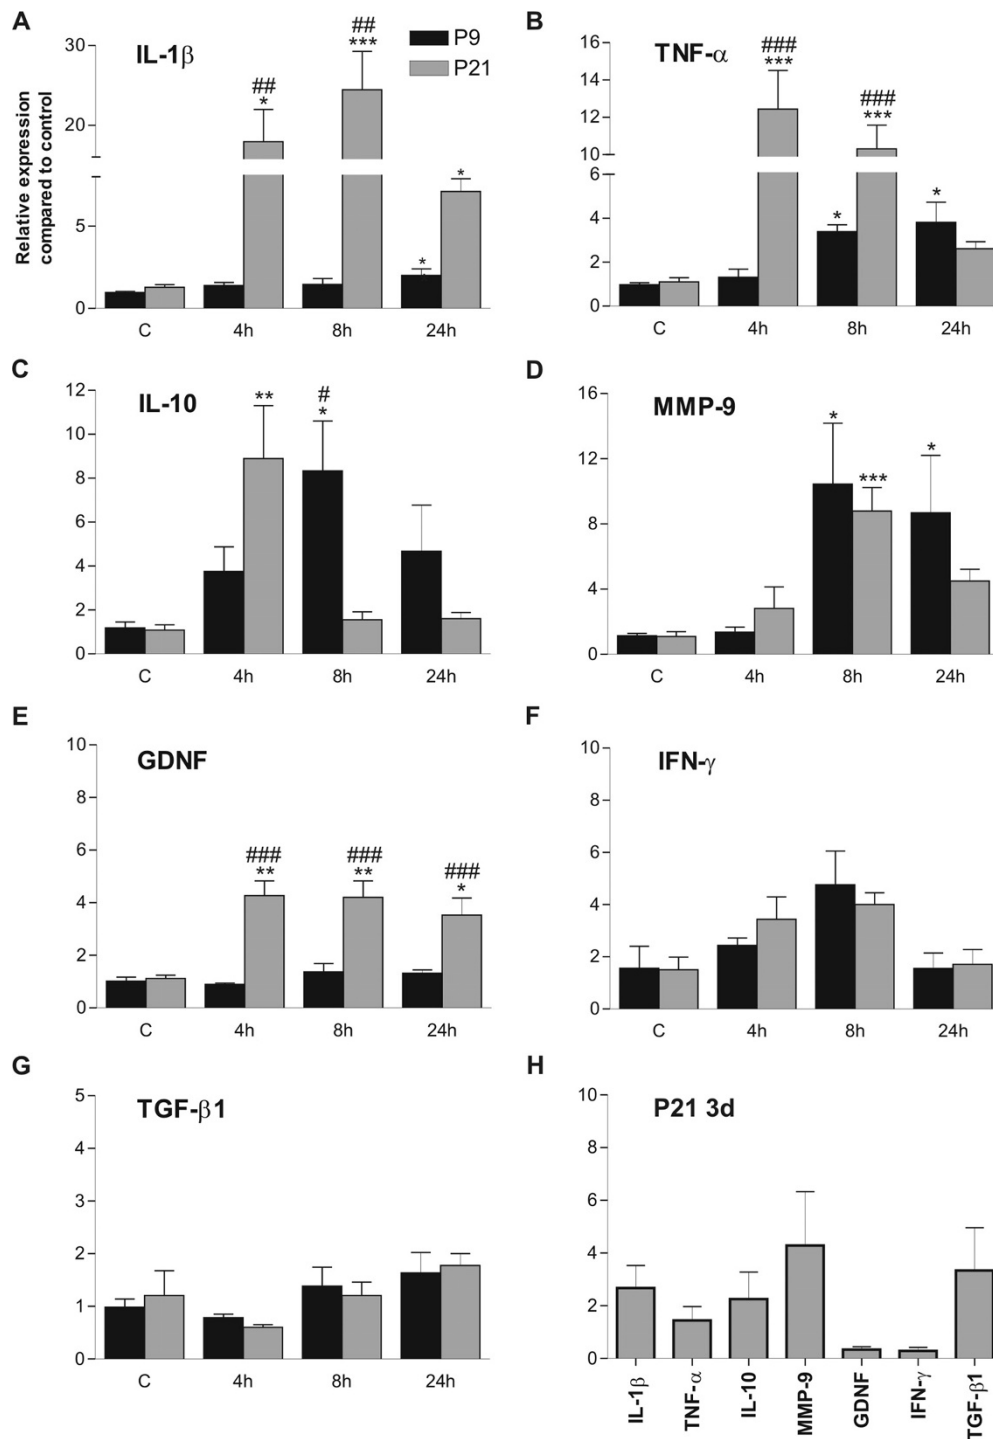 A
IL-1β
##
***
##
*
*
*
P9
P21
Relative expression
compared to control
30
20
5
0
C 4h 8h 24h
B
TNF-α
###
***
###
***
*
*
16
14
12
10
6
4
2
0
C 4h 8h 24h
C
IL-10
**
#
*
12
10
8
6
4
2
0
C 4h 8h 24h
D
MMP-9
*
***
*
16
12
8
4
0
C 4h 8h 24h
E
GDNF
###
**
###
**
###
*
10
8
6
4
2
0
C 4h 8h 24h
F
IFN-γ
10
8
6
4
2
0
C 4h 8h 24h
G
TGF-β1
5
4
3
2
1
0
C 4h 8h 24h
H
P21 3d
10
8
6
4
2
0
IL-1β
TNF-α
IL-10
MMP-9
GDNF
IFN-γ
TGF-β1